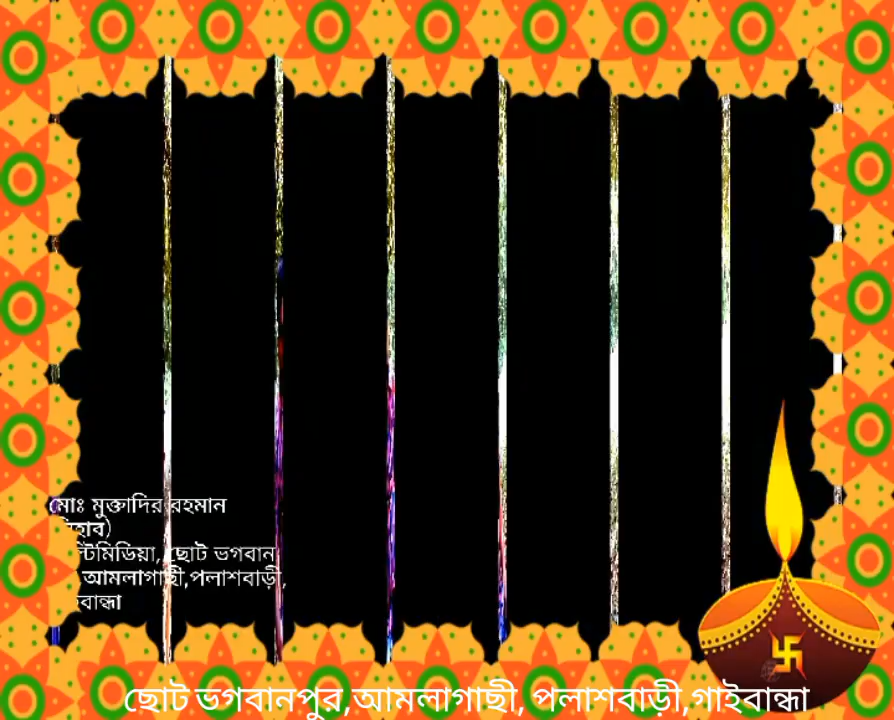 মোঃ মুক্তাদির রহমান
ল্টিমিডিয়া, ছোট ভগবান
আমলাগাছী,পলাশবাড়ী,
ছোট ভগবানপুর,আমলাগাছী, পলাশবাড়ী,গাইবান্ধা